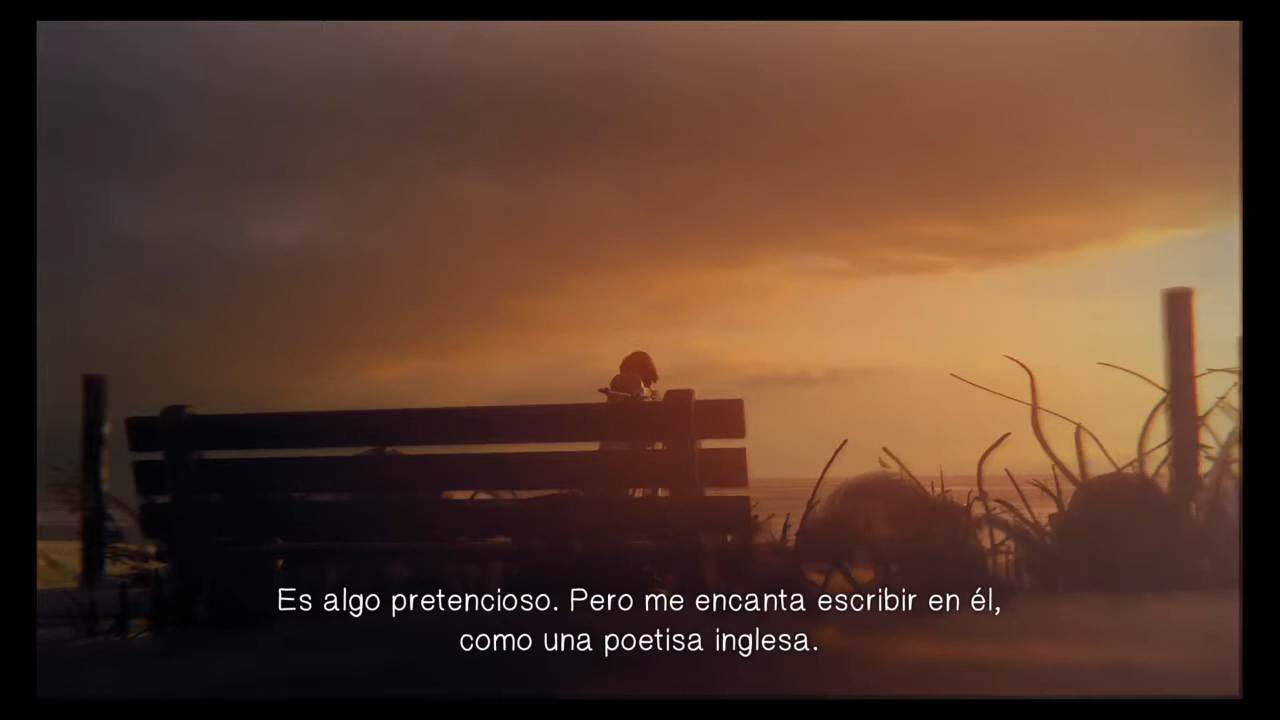 Es algo pretencioso. Pero me encanta escribir en él,
como una poetisa inglesa.